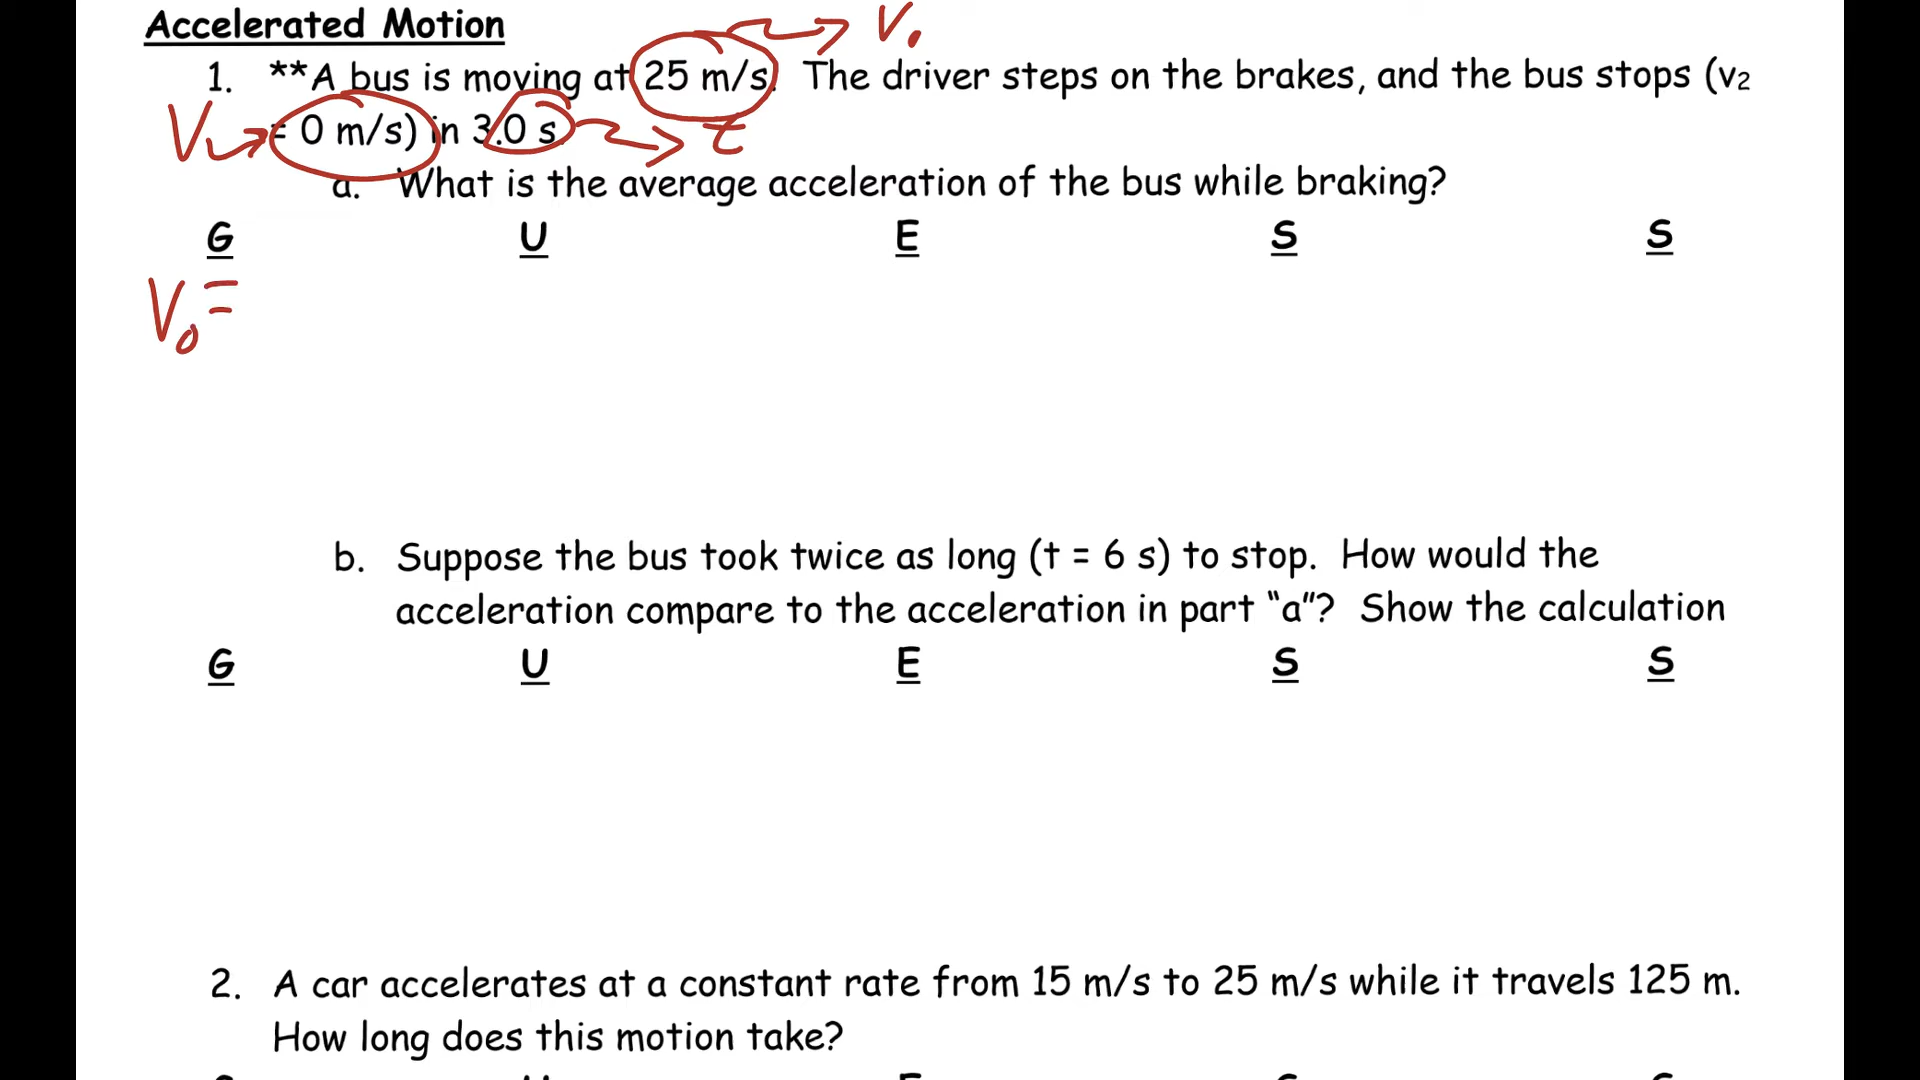 Accelerated Motion
V.
1. **A bus is moving at 25 m/s. The driver steps on the brakes, and the bus stops (v2
V = 0 m/s) in 3.0 s. t
a. What is the average acceleration of the bus while braking?
G U E S S
V0 =
b. Suppose the bus took twice as long (t = 6 s) to stop. How would the
acceleration compare to the acceleration in part “a”? Show the calculation
G U E S S
2. A car accelerates at a constant rate from 15 m/s to 25 m/s while it travels 125 m.
How long does this motion take?